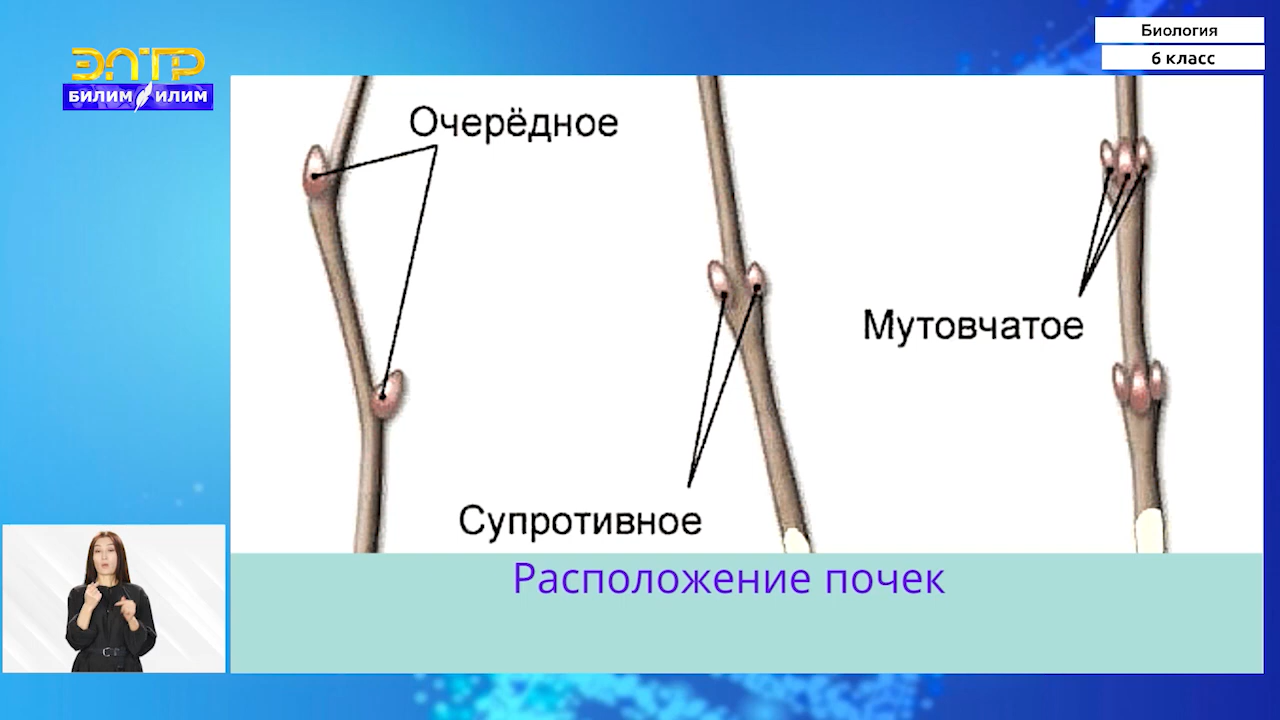 Биология
6 класс
ЭЛТР
БИЛИМ ИЛИМ
Очерёдное
Мутовчатое
Супротивное
Расположение почек